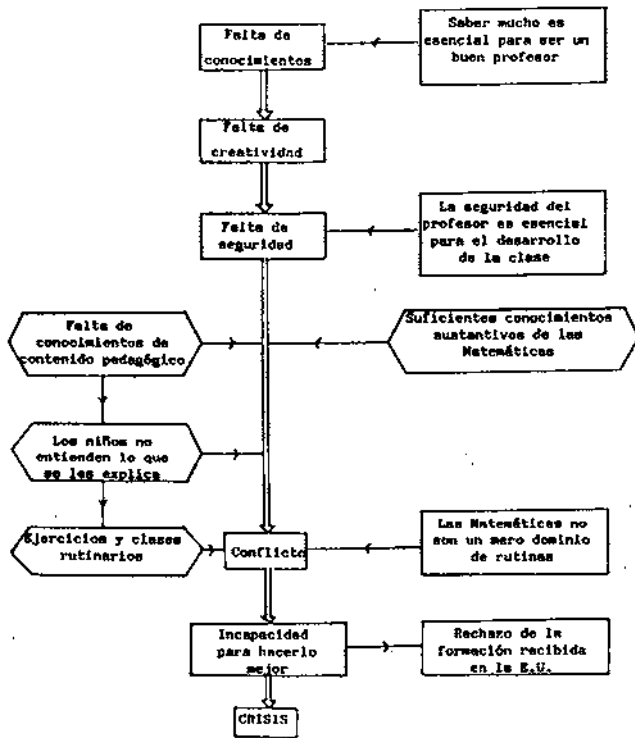 Falta de
conocimientos
Saber mucho es
esencial para ser un
buen profesor
Falta de
creatividad
Falta de
seguridad
La seguridad del
profesor es esencial
para el desarrollo
de la clase
Falta de
conocimientos de
contenido pedagógico
Suficientes conocimientos
sustantivos de las
Matemáticas
Los niños no
entienden lo que
se les explica
Ejercicios y clases
rutinarios
Conflicto
Las Matemáticas no
son un mero dominio
de rutinas
Incapacidad
para hacerlo
mejor
Rechazo de la
formación recibida
en la E.U.
CRISIS